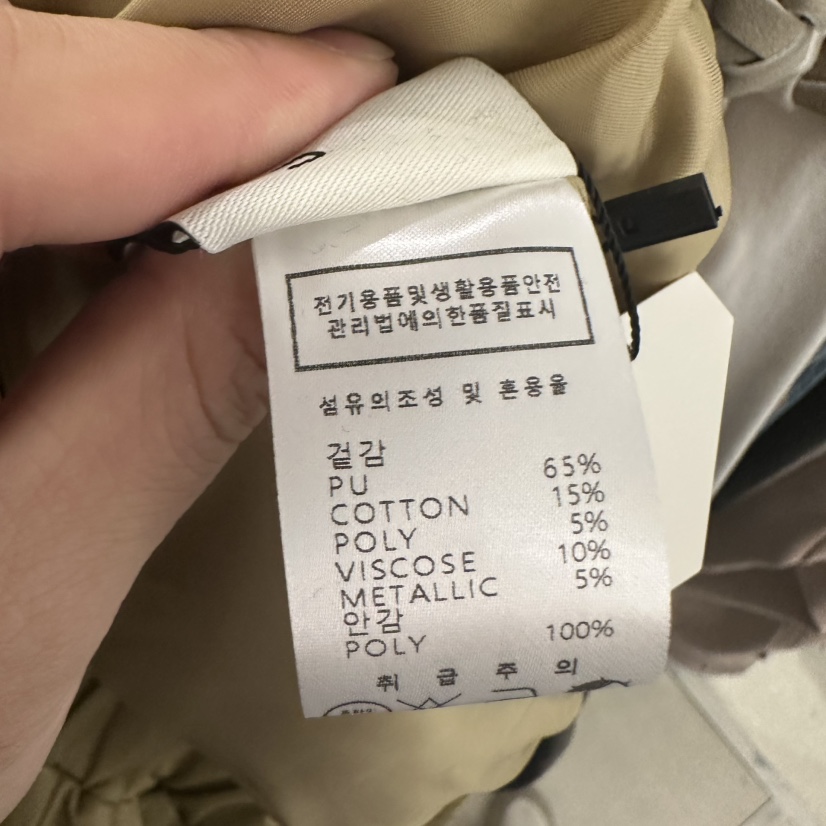 전기용품및생활용품안전
관리법에의한품질표시
섬유의조성 및 혼용율
겉감
PU 65%
COTTON 15%
POLY 5%
VISCOSE 10%
METALLIC 5%
안감
POLY 100%
취 급 주 의